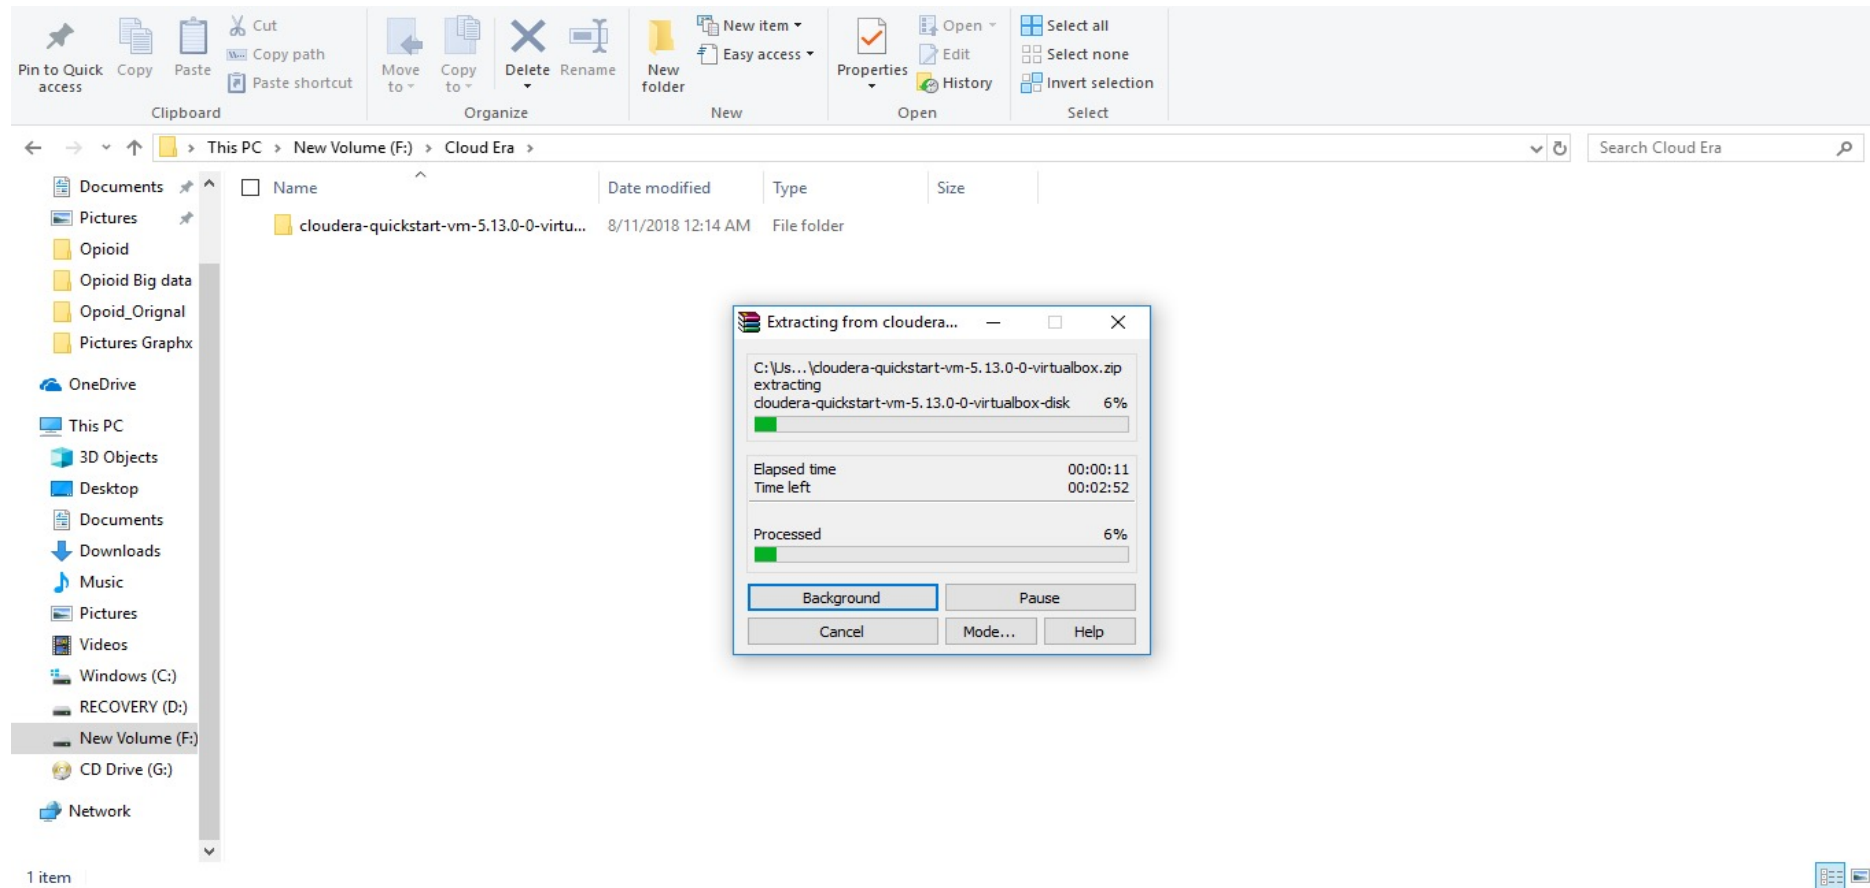 Pin to Quick access
Copy
Paste
Cut
Copy path
Paste shortcut
Clipboard
Move to
Copy to
Delete
Rename
Organize
New folder
New item
Easy access
New
Properties
Open
Edit
History
Open
Select all
Select none
Invert selection
Select
This PC > New Volume (F:) > Cloud Era >
Search Cloud Era
Name
Date modified
Type
Size
cloudera-quickstart-vm-5.13.0-0-virtu... 8/11/2018 12:14 AM File folder
Documents
Pictures
Opioid
Opioid Big data
Opoid_Orignal
Pictures Graphx
OneDrive
This PC
3D Objects
Desktop
Documents
Downloads
Music
Pictures
Videos
Windows (C:)
RECOVERY (D:)
New Volume (F:)
CD Drive (G:)
Network
Extracting from cloudera...
C:\Us...\cloudera-quickstart-vm-5.13.0-0-virtualbox.zip
extracting
cloudera-quickstart-vm-5.13.0-0-virtualbox-disk 6%
Elapsed time 00:00:11
Time left 00:02:52
Processed 6%
Background
Pause
Cancel
Mode...
Help
1 item